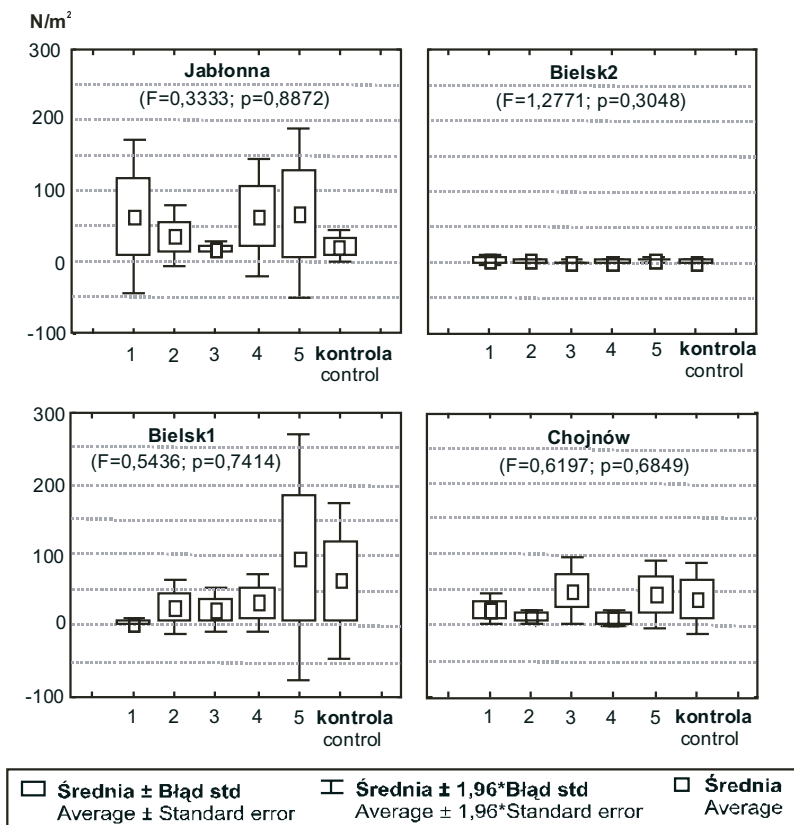 N/m²
300
200
100
0
-100
Jabłonna
(F=0,3333; p=0,8872)
1 2 3 4 5 kontrola
control
Bielsk2
(F=1,2771; p=0,3048)
1 2 3 4 5 kontrola
control
300
200
100
0
-100
Bielsk1
(F=0,5436; p=0,7414)
1 2 3 4 5 kontrola
control
Chojnów
(F=0,6197; p=0,6849)
1 2 3 4 5 kontrola
control
Średnia ± Błąd std
Average ± Standard error
Średnia ± 1,96*Błąd std
Average ± 1,96*Standard error
Średnia
Average